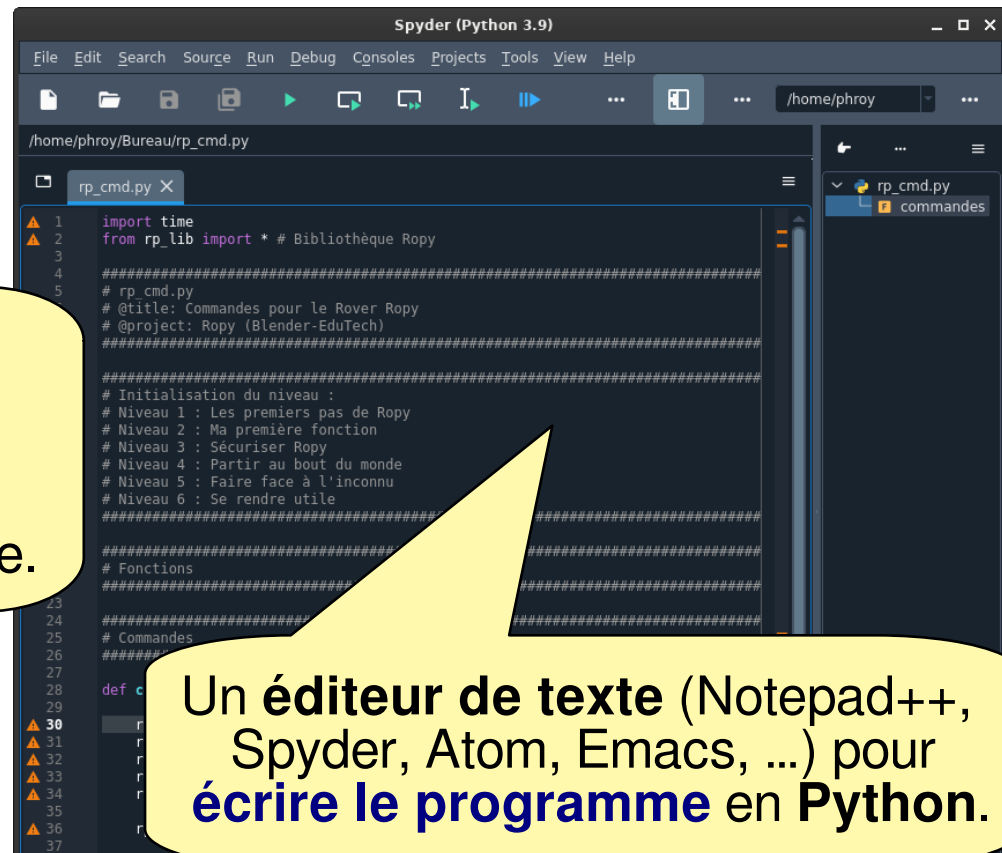 Spyder (Python 3.9)
File Edit Search Source Run Debug Consoles Projects Tools View Help
/home/phroy
/home/phroy/Bureau/rp_cmd.py
rp_cmd.py
rp_cmd.py
commandes
1 import time
2 from rp_lib import * # Bibliothèque Ropy
3
4 ################################################################################
5 # rp_cmd.py
# @title: Commandes pour le Rover Ropy
# @project: Ropy (Blender-EduTech)
################################################################################
################################################################################
# Initialisation du niveau :
# Niveau 1 : Les premiers pas de Ropy
# Niveau 2 : Ma première fonction
# Niveau 3 : Sécuriser Ropy
# Niveau 4 : Partir au bout du monde
# Niveau 5 : Faire face à l'inconnu
# Niveau 6 : Se rendre utile
################################################################################
################################################################################
# Fonctions
################################################################################
23
24 ################################################################################
25 # Commandes
26 #######
27
28 def c
29
30 r
31 r
32 r
33 r
34 r
35
36 r
37
e.
Un éditeur de texte (Notepad++,
Spyder, Atom, Emacs, ...) pour
écrire le programme en Python.